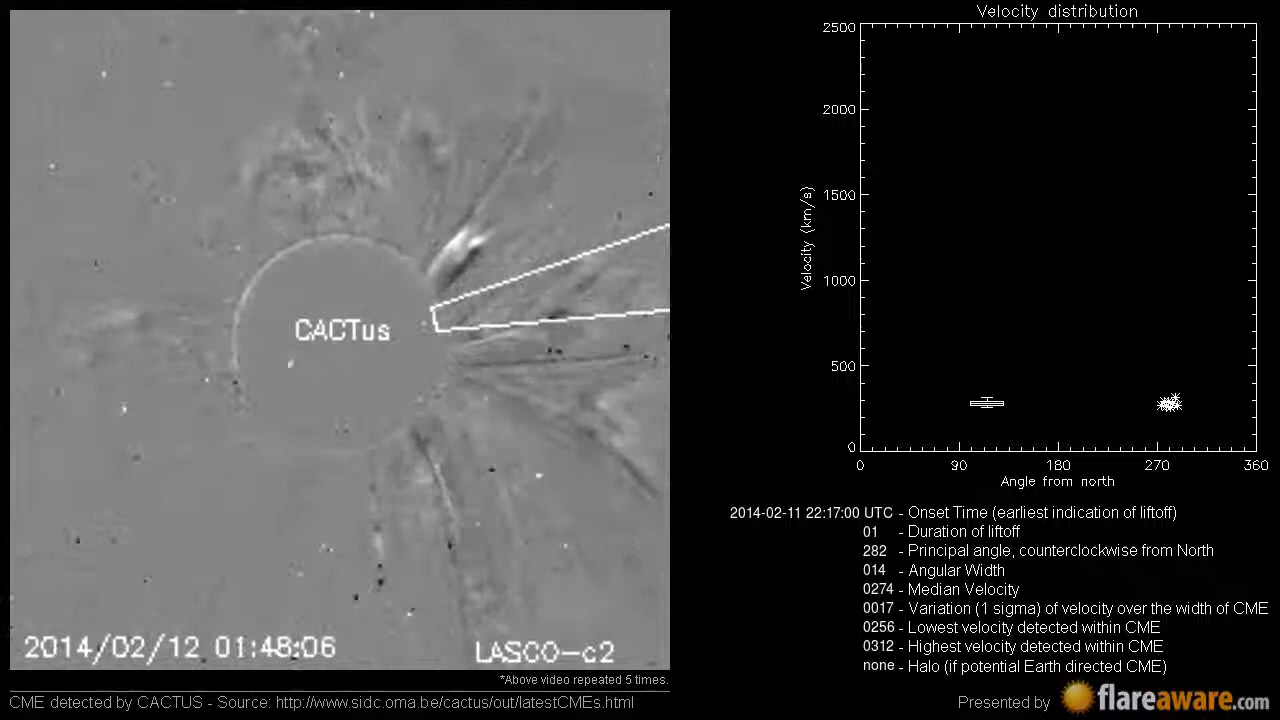 CACTus
2014/02/12 01:48:06
LASCO-c2
*Above video repeated 5 times.
CME detected by CACTUS - Source: http://www.sidc.oma.be/cactus/out/latestCMEs.html
Velocity distribution
2500
2000
1500
1000
500
0
Velocity (km/s)
0 90 180 270 360
Angle from north
2014-02-11 22:17:00 UTC - Onset Time (earliest indication of liftoff)
01 - Duration of liftoff
282 - Principal angle, counterclockwise from North
014 - Angular Width
0274 - Median Velocity
0017 - Variation (1 sigma) of velocity over the width of CME
0256 - Lowest velocity detected within CME
0312 - Highest velocity detected within CME
none - Halo (if potential Earth directed CME)
Presented by flareaware.com